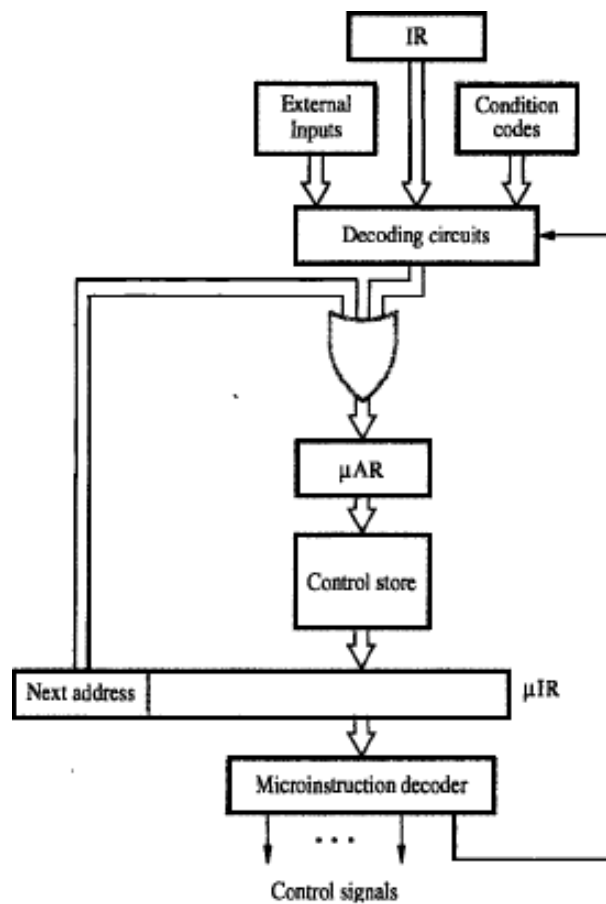 IR
External
Inputs
Condition
codes
Decoding circuits
μAR
Control store
Next address
μIR
Microinstruction decoder
• • •
Control signals